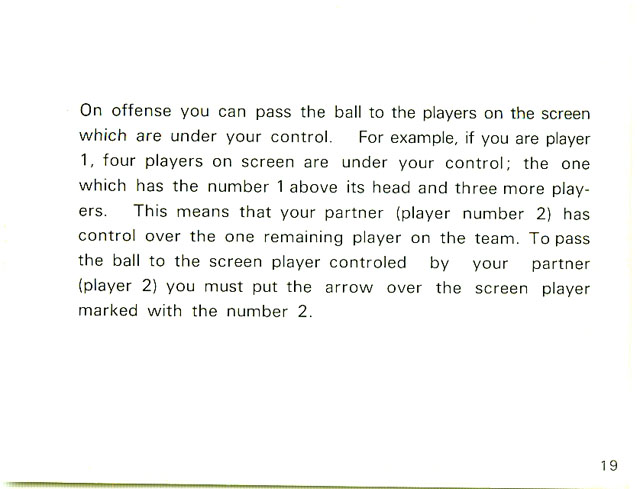 On offense you can pass the ball to the players on the screen
which are under your control. For example, if you are player
1, four players on screen are under your control; the one
which has the number 1 above its head and three more play-
ers. This means that your partner (player number 2) has
control over the one remaining player on the team. To pass
the ball to the screen player controled by your partner
(player 2) you must put the arrow over the screen player
marked with the number 2.
19